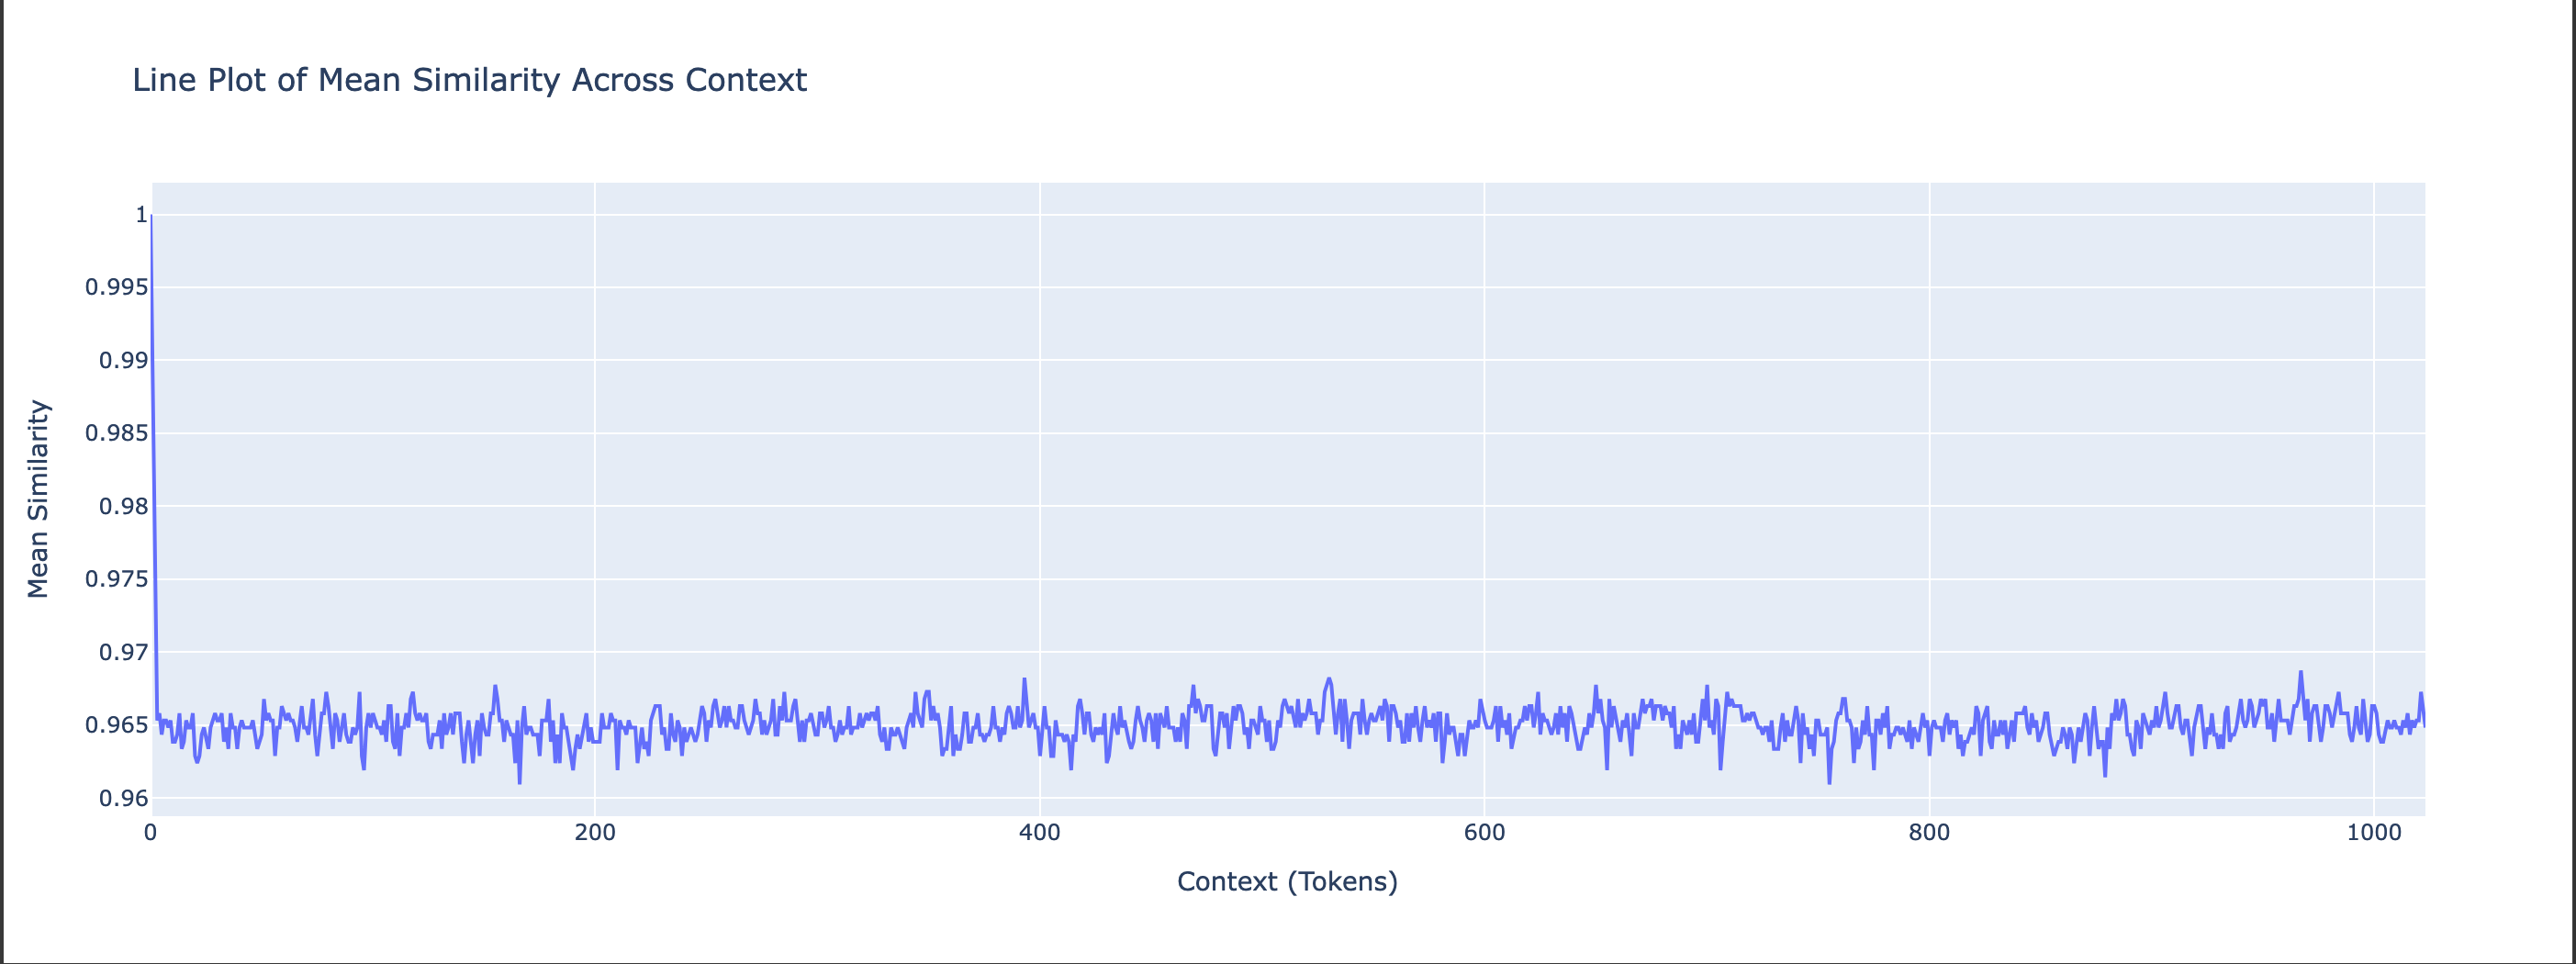 Line Plot of Mean Similarity Across Context
1
0.995
0.99
0.985
0.98
0.975
0.97
0.965
0.96
Mean Similarity
0 200 400 600 800 1000
Context (Tokens)